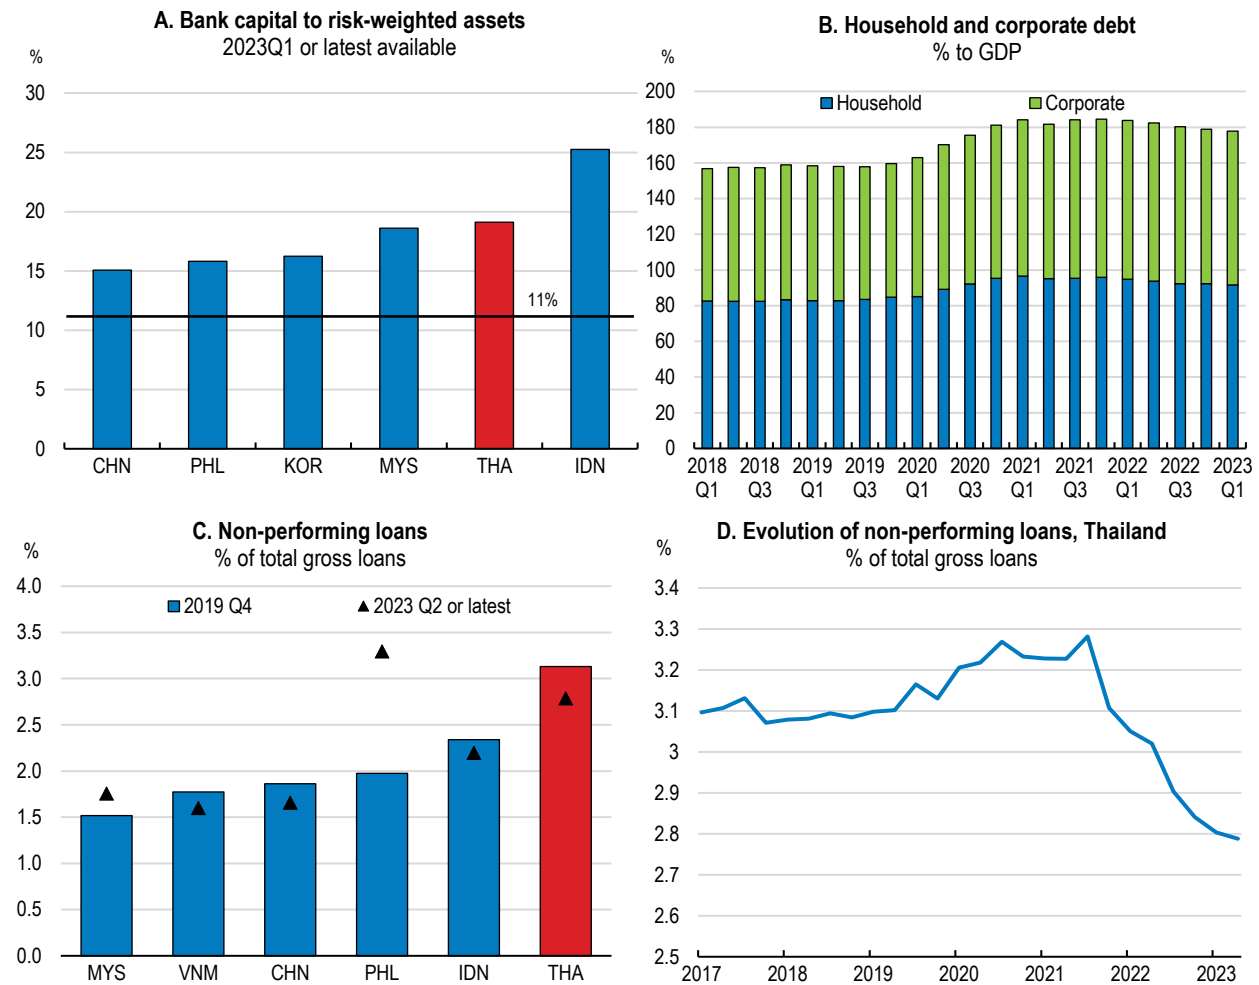 A. Bank capital to risk-weighted assets
2023Q1 or latest available
%
30
25
20
15
10
5
0
11%
CHN PHL KOR MYS THA IDN
B. Household and corporate debt
% to GDP
%
200
180
160
140
120
100
80
60
40
20
0
Household Corporate
2018 2018 2019 2019 2020 2020 2021 2021 2022 2022 2023
Q1 Q3 Q1 Q3 Q1 Q3 Q1 Q3 Q1 Q3 Q1
C. Non-performing loans
% of total gross loans
%
4.0
3.5
3.0
2.5
2.0
1.5
1.0
0.5
0.0
2019 Q4 2023 Q2 or latest
MYS VNM CHN PHL IDN THA
D. Evolution of non-performing loans, Thailand
% of total gross loans
%
3.4
3.3
3.2
3.1
3
2.9
2.8
2.7
2.6
2.5
2017 2018 2019 2020 2021 2022 2023